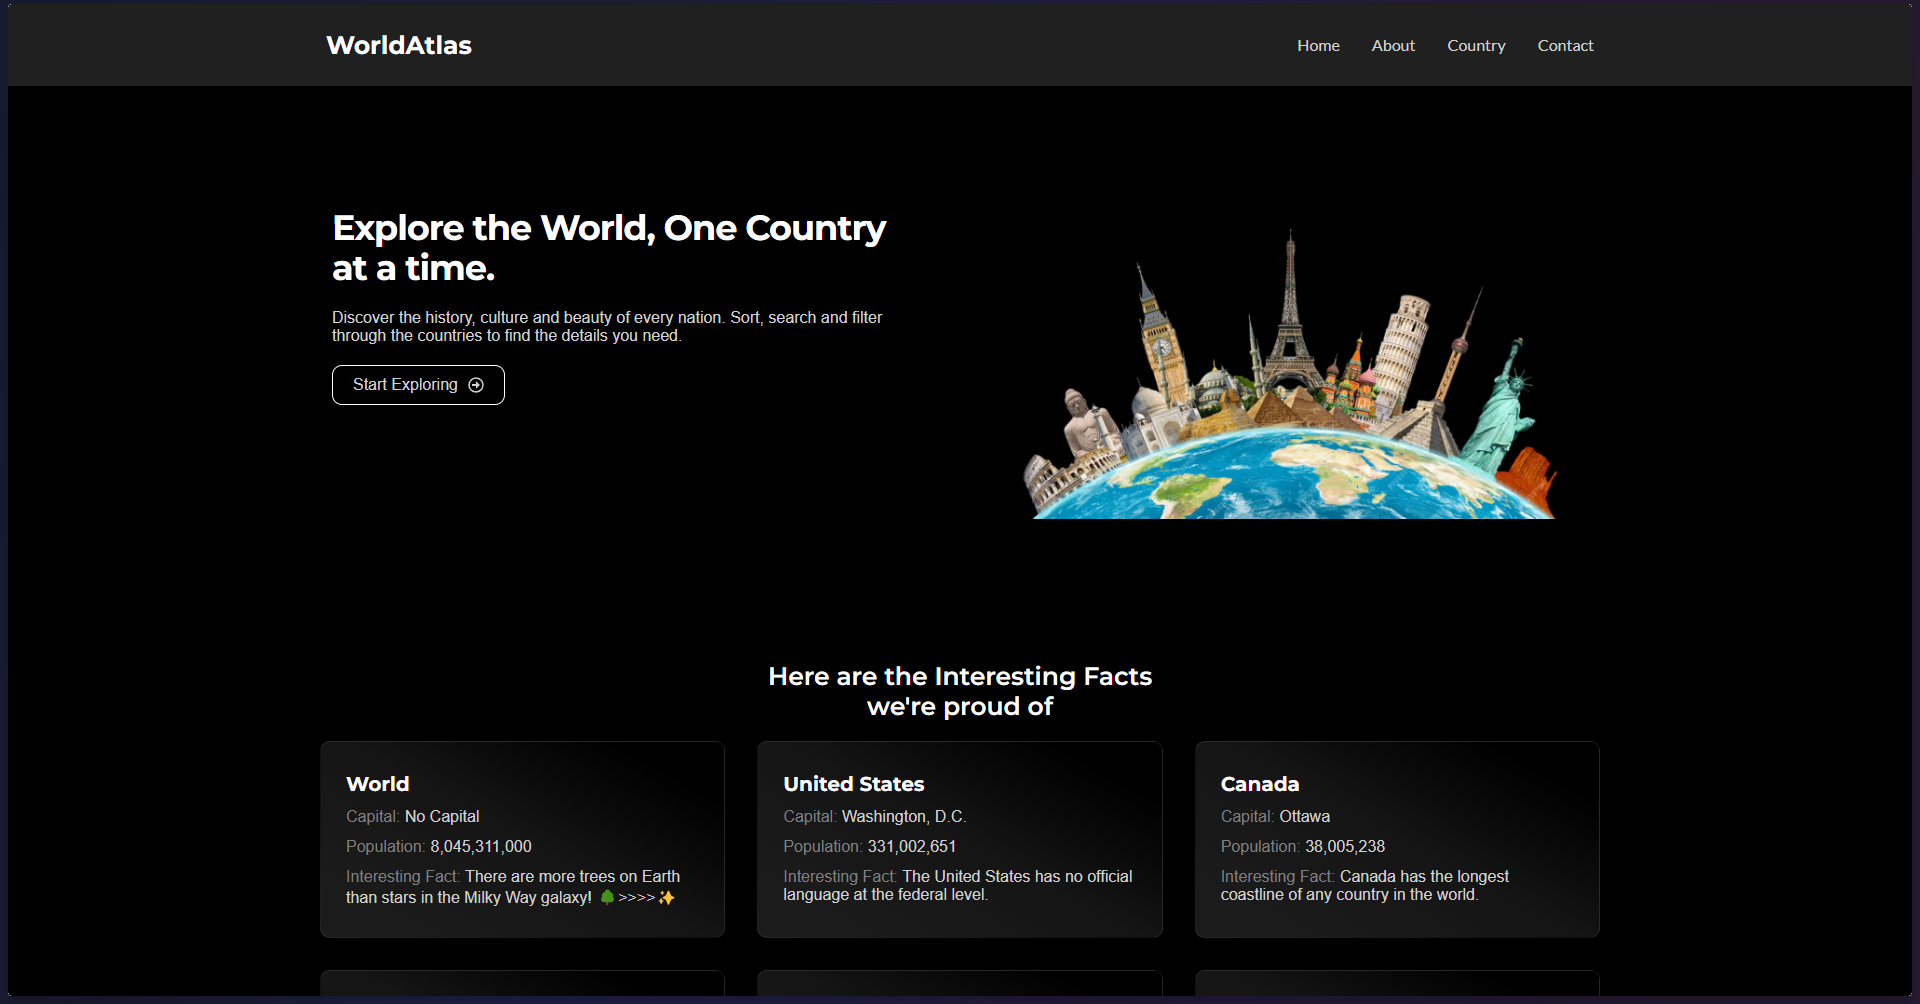 WorldAtlas
Home
About
Country
Contact
Explore the World, One Country
at a time.
Discover the history, culture and beauty of every nation. Sort, search and filter
through the countries to find the details you need.
Start Exploring
Here are the Interesting Facts
we're proud of
World
Capital: No Capital
Population: 8,045,311,000
Interesting Fact: There are more trees on Earth
than stars in the Milky Way galaxy! 🌳>>>>✨
United States
Capital: Washington, D.C.
Population: 331,002,651
Interesting Fact: The United States has no official
language at the federal level.
Canada
Capital: Ottawa
Population: 38,005,238
Interesting Fact: Canada has the longest
coastline of any country in the world.